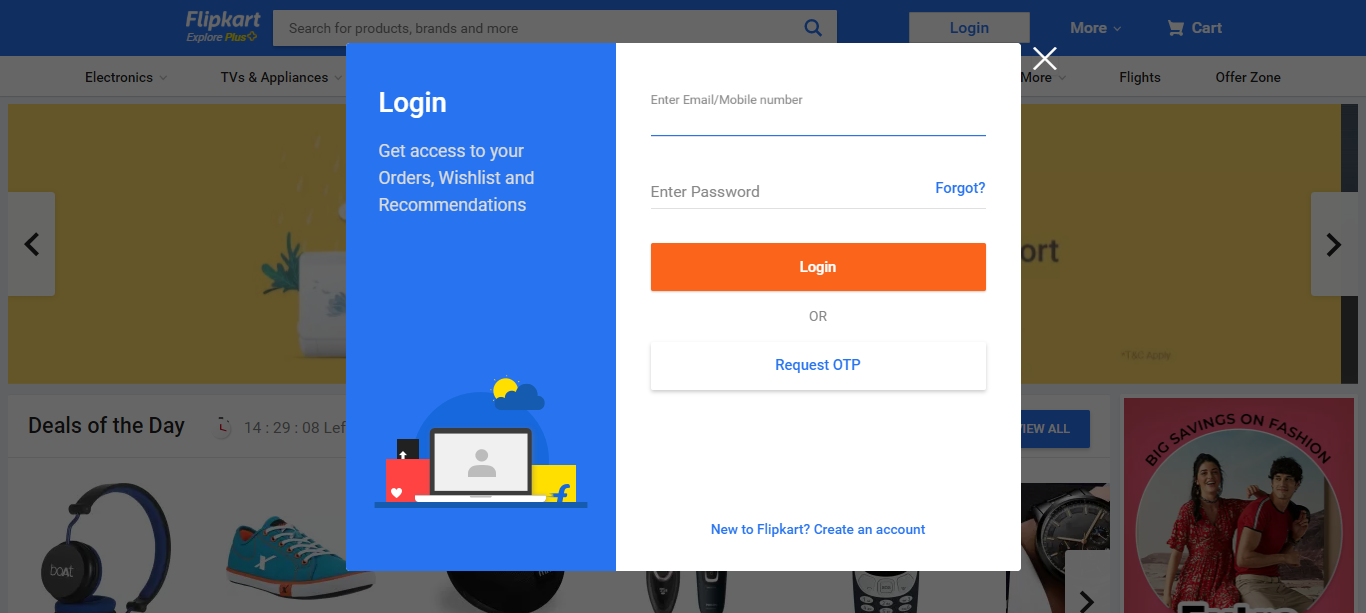 Flipkart
Explore Plus
Search for products, brands and more
Login
More
Cart
Electronics
TVs & Appliances
More
Flights
Offer Zone
Login
Get access to your
Orders, Wishlist and
Recommendations
Enter Email/Mobile number
Enter Password
Forgot?
Login
OR
Request OTP
New to Flipkart? Create an account
ort
*T&C Apply
Deals of the Day
14 : 29 : 08 Lef
VIEW ALL
BIG SAVINGS ON FASHION
boAt